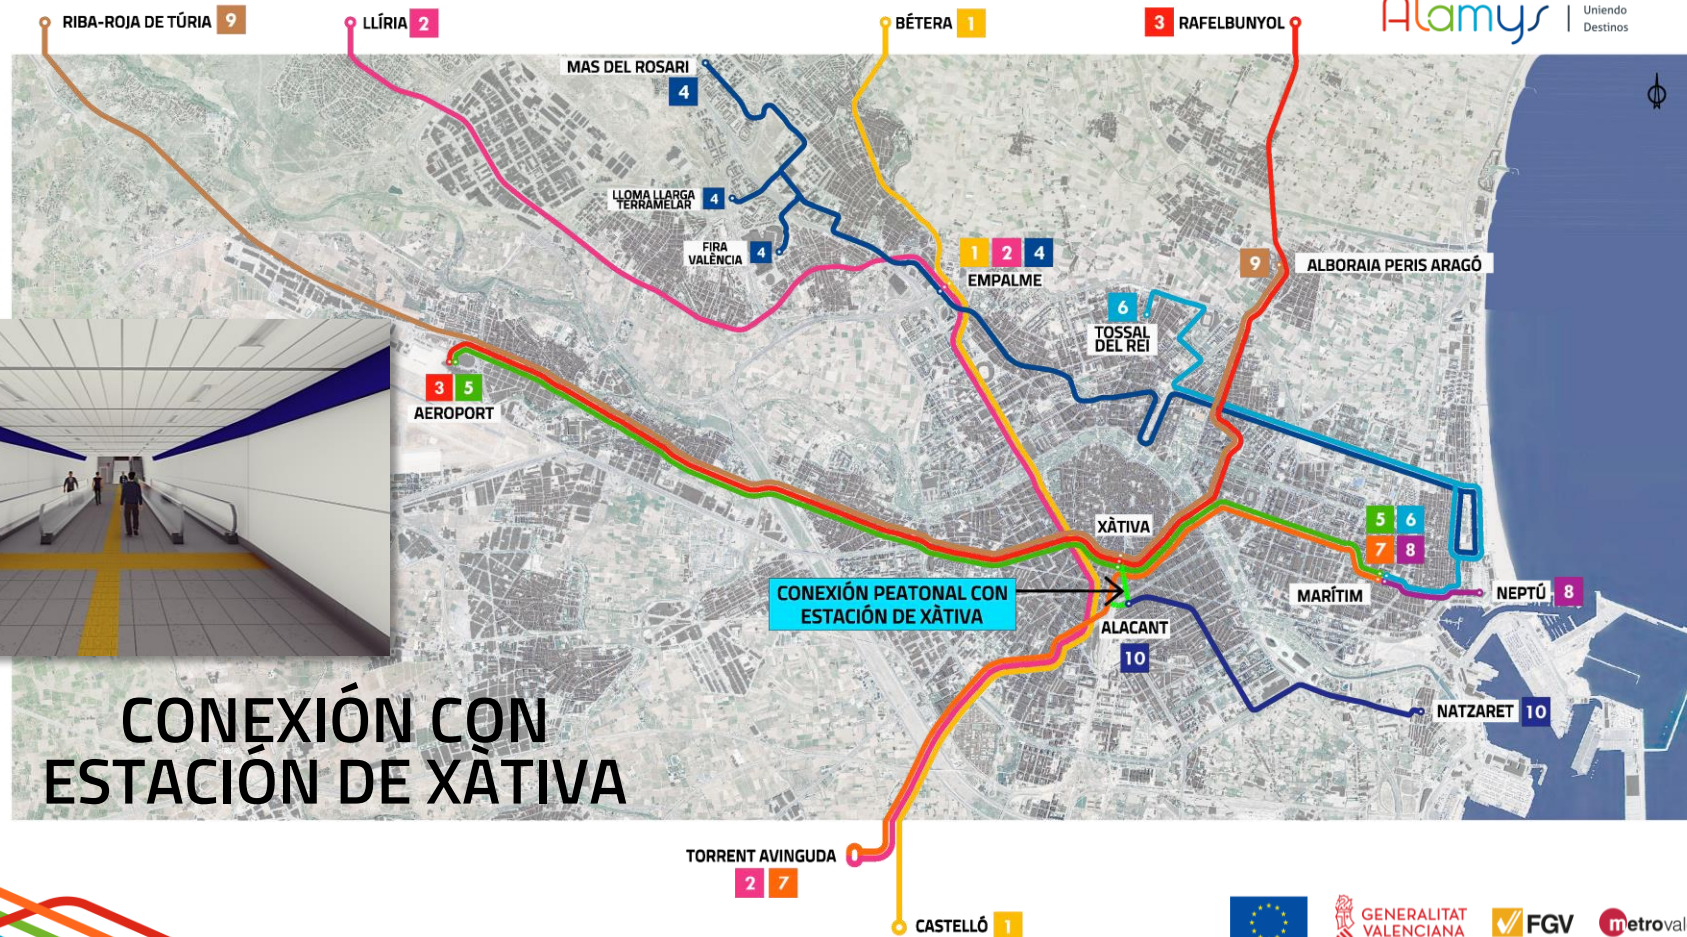 RIBA-ROJA DE TÚRIA 9
LLÍRIA 2
BÉTERA 1
3 RAFELBUNYOL
Alamys
Uniendo
Destinos
MAS DEL ROSARI
4
LLOMA LLARGA
TERRAMELAR
4
FIRA
VALÈNCIA
4
1 2 4
EMPALME
9 ALBORAIA PERIS ARAGÓ
6
TOSSAL
DEL REI
3 5
AEROPORT
XÀTIVA
5 6
7 8
MARÍTIM
NEPTÚ 8
CONEXIÓN PEATONAL CON
ESTACIÓN DE XÀTIVA
ALACANT
10
NATZARET 10
CONEXIÓN CON
ESTACIÓN DE XÀTIVA
TORRENT AVINGUDA
2 7
CASTELLÓ 1
GENERALITAT
VALENCIANA
FGV
metroval